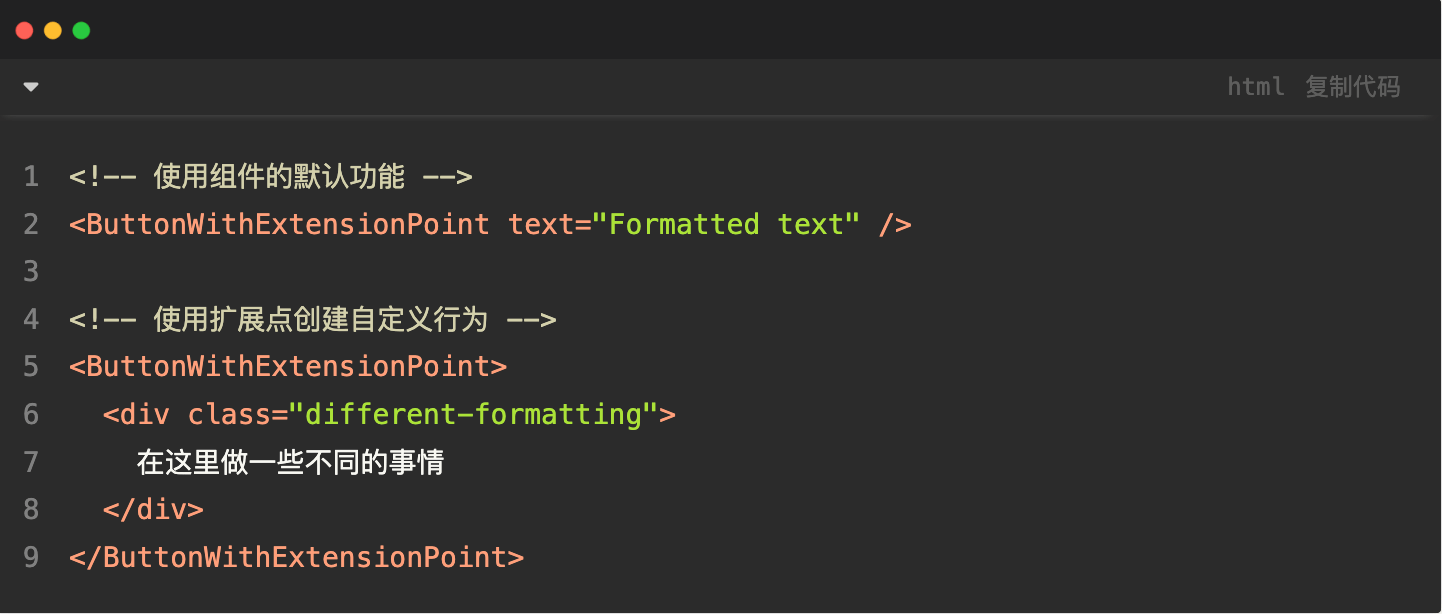 html 复制代码
1 <!-- 使用组件的默认功能 -->
2 <ButtonWithExtensionPoint text="Formatted text" />
3
4 <!-- 使用扩展点创建自定义行为 -->
5 <ButtonWithExtensionPoint>
6   <div class="different-formatting">
7     在这里做一些不同的事情
8   </div>
9 </ButtonWithExtensionPoint>